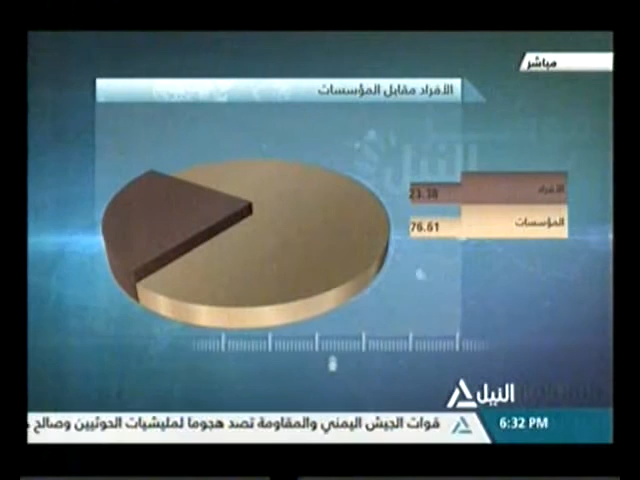 مباشر
الأفراد مقابل المؤسسات
الأفراد 23.38
المؤسسات 76.61
النيل
قوات الجيش اليمني والمقاومة تصد هجوما لمليشيات الحوثيين وصالح
6:32 PM